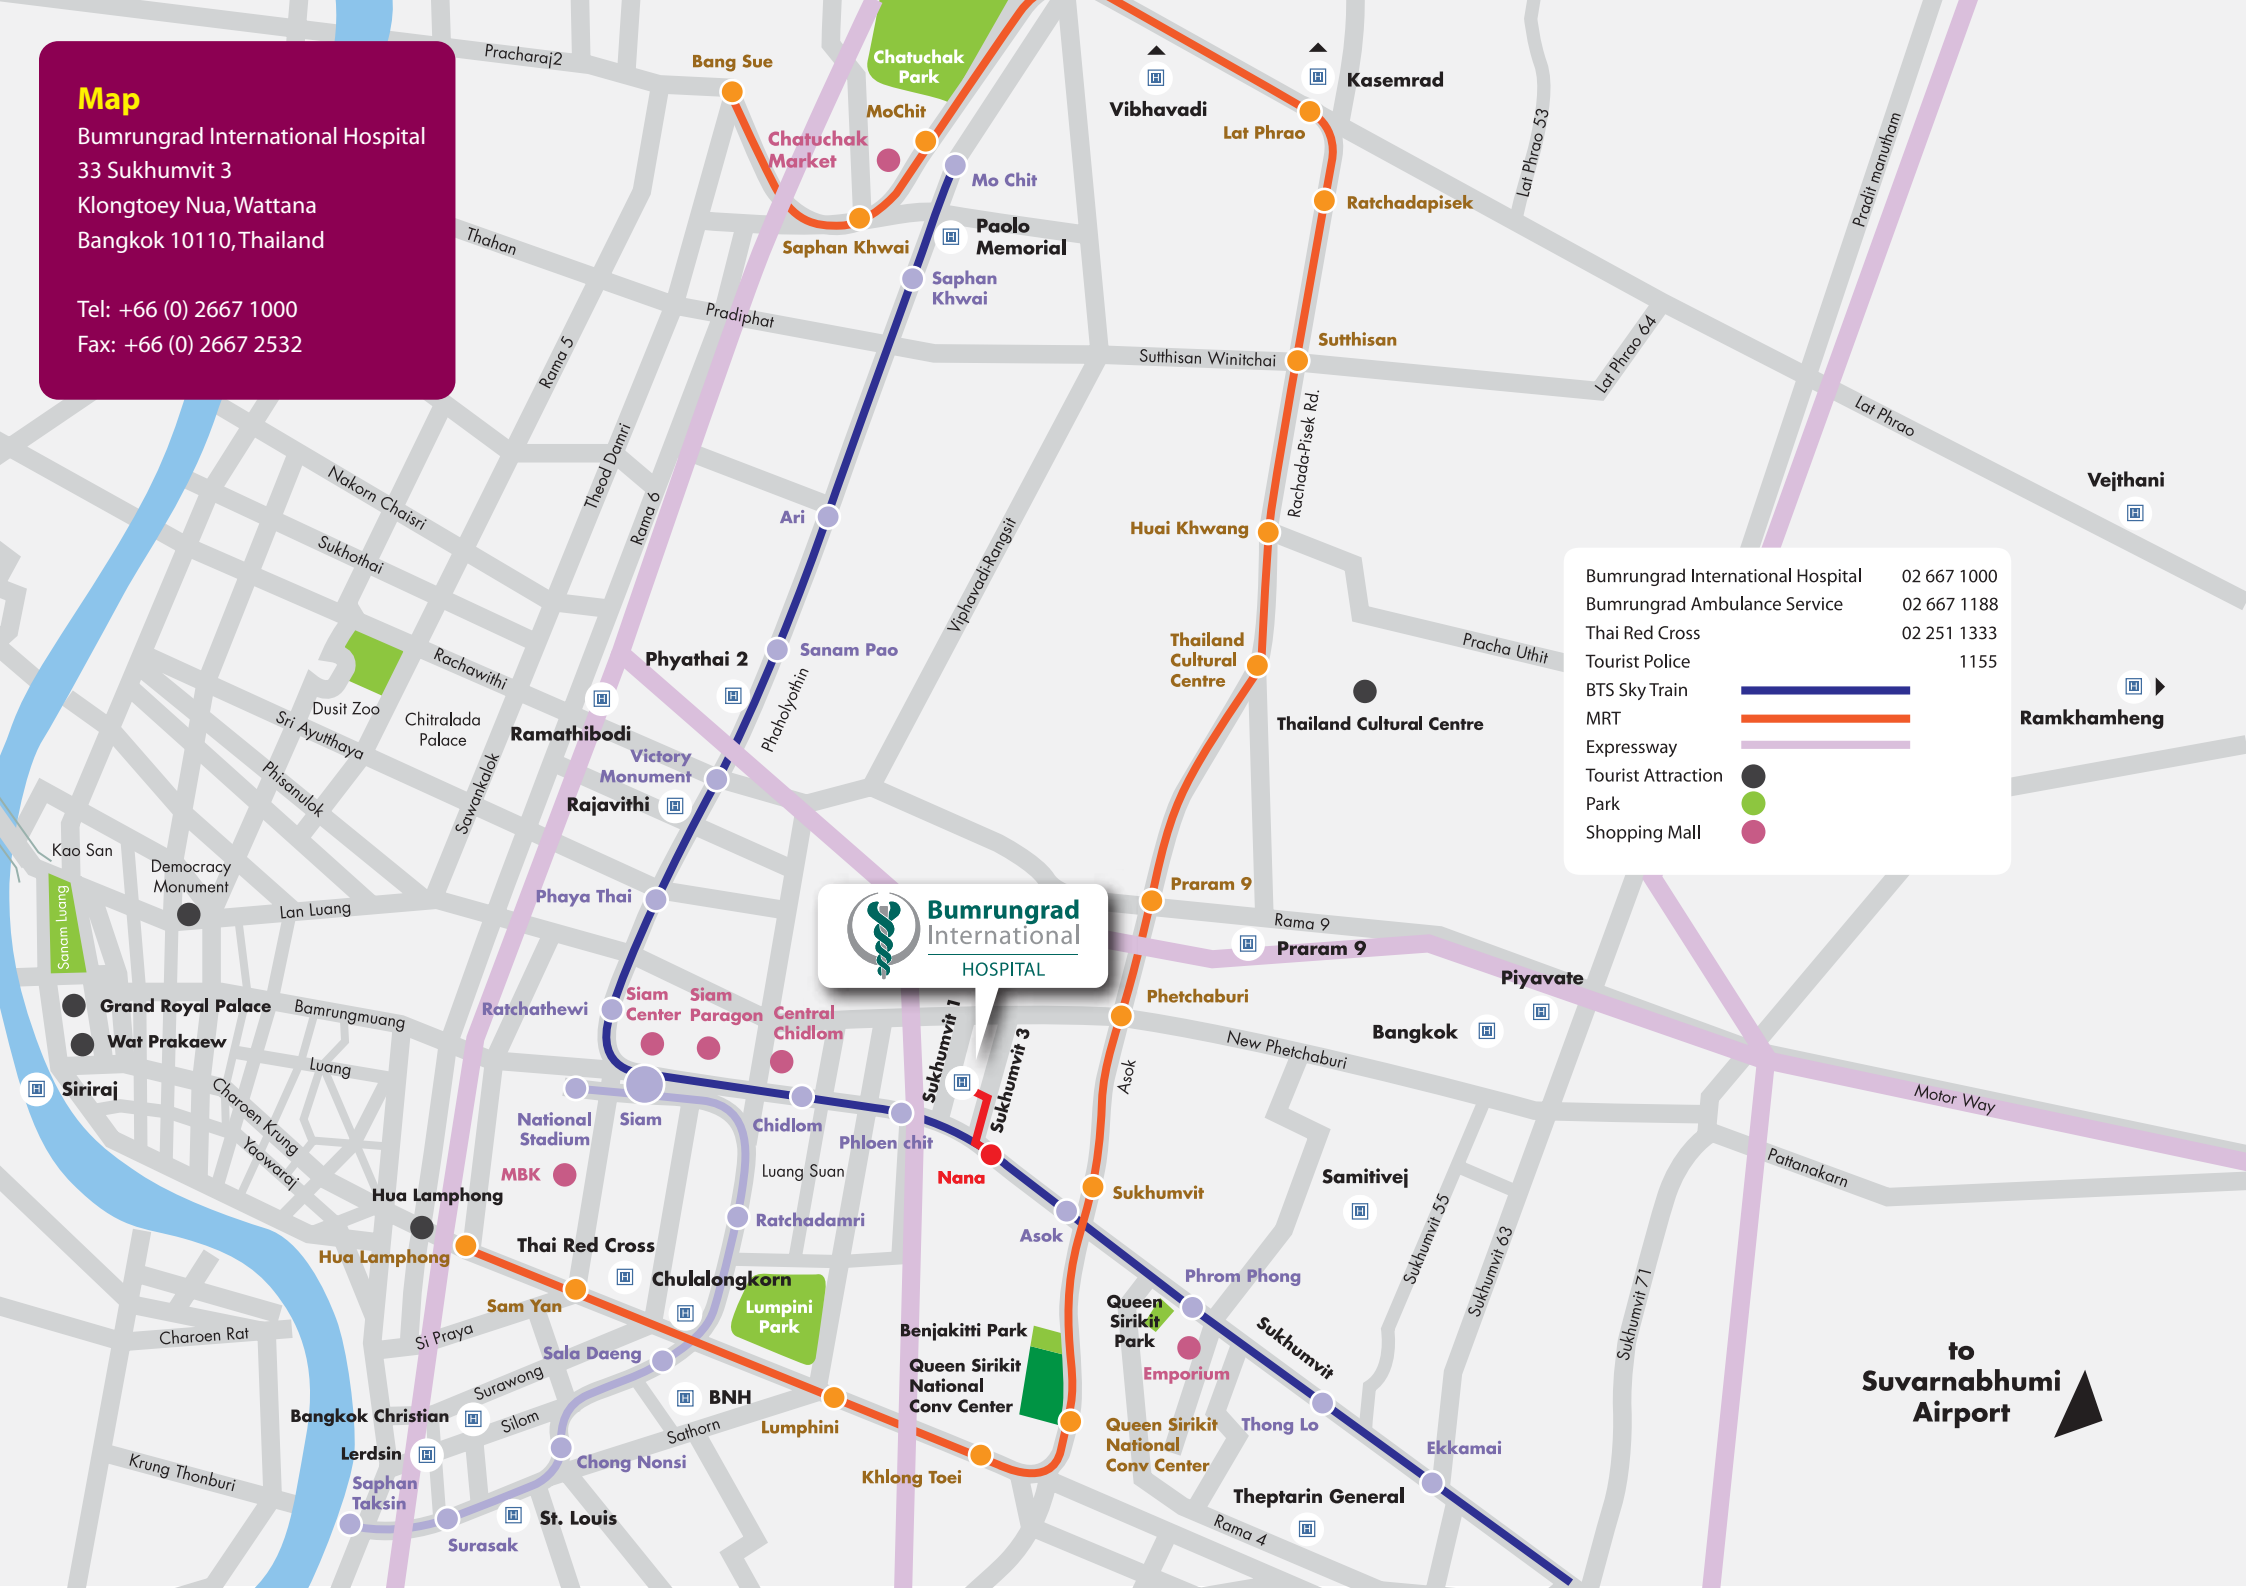 Map
Bumrungrad International Hospital
33 Sukhumvit 3
Klongtoey Nua, Wattana
Bangkok 10110, Thailand
Tel: +66 (0) 2667 1000
Fax: +66 (0) 2667 2532
Pracharaj2
Bang Sue
Chatuchak
Park
MoChit
Chatuchak
Market
Mo Chit
Saphan Khwai
Paolo
Memorial
Saphan
Khwai
Vibhavadi
Kasemrad
Lat Phrao
Ratchadapisek
Lat Phrao 53
Pradit manutham
Thahan
Pradiphat
Rama 5
Sutthisan Winitchai
Sutthisan
Lat Phrao 64
Lat Phrao
Rachada-Pisek Rd.
Theod Damri
Rama 6
Nakorn Chaisri
Sukhothai
Ari
Viphavadi-Rangsit
Huai Khwang
Vejthani
Bumrungrad International Hospital 02 667 1000
Bumrungrad Ambulance Service 02 667 1188
Thai Red Cross 02 251 1333
Tourist Police 1155
BTS Sky Train
MRT
Expressway
Tourist Attraction
Park
Shopping Mall
Pracha Uthit
Ramkhamheng
Thailand
Cultural
Centre
Thailand Cultural Centre
Rachawithi
Phyathai 2
Sanam Pao
Phaholyothin
Dusit Zoo
Chitralada
Palace
Sri Ayutthaya
Ramathibodi
Victory
Monument
Rajavithi
Phisanulok
Sawankalok
Kao San
Democracy
Monument
Sanam Luang
Lan Luang
Phaya Thai
Bumrungrad
International
HOSPITAL
Praram 9
Rama 9
Praram 9
Piyavate
Bangkok
Phetchaburi
New Phetchaburi
Grand Royal Palace
Wat Prakaew
Siriraj
Bamrungmuang
Luang
Charoen Krung
Yaowaraj
Ratchathewi
Siam
Center
Siam
Paragon
Central
Chidlom
Sukhumvit 1
Sukhumvit 3
Asok
Motor Way
Pattanakarn
National
Stadium
Siam
Chidlom
Phloen chit
Nana
Luang Suan
MBK
Ratchadamri
Sukhumvit
Asok
Samitivej
Sukhumvit 55
Sukhumvit 63
Sukhumvit 71
Hua Lamphong
Hua Lamphong
Thai Red Cross
Chulalongkorn
Sam Yan
Lumpini
Park
Phrom Phong
Queen
Sirikit
Park
Emporium
Sukhumvit
Benjakitti Park
Queen Sirikit
National
Conv Center
Queen Sirikit
National
Conv Center
Thong Lo
Ekkamai
to
Suvarnabhumi
Airport
Charoen Rat
Si Praya
Sala Daeng
Surawong
Silom
BNH
Sathorn
Lumphini
Khlong Toei
Bangkok Christian
Lerdsin
Chong Nonsi
Krung Thonburi
Saphan
Taksin
Surasak
St. Louis
Theptarin General
Rama 4